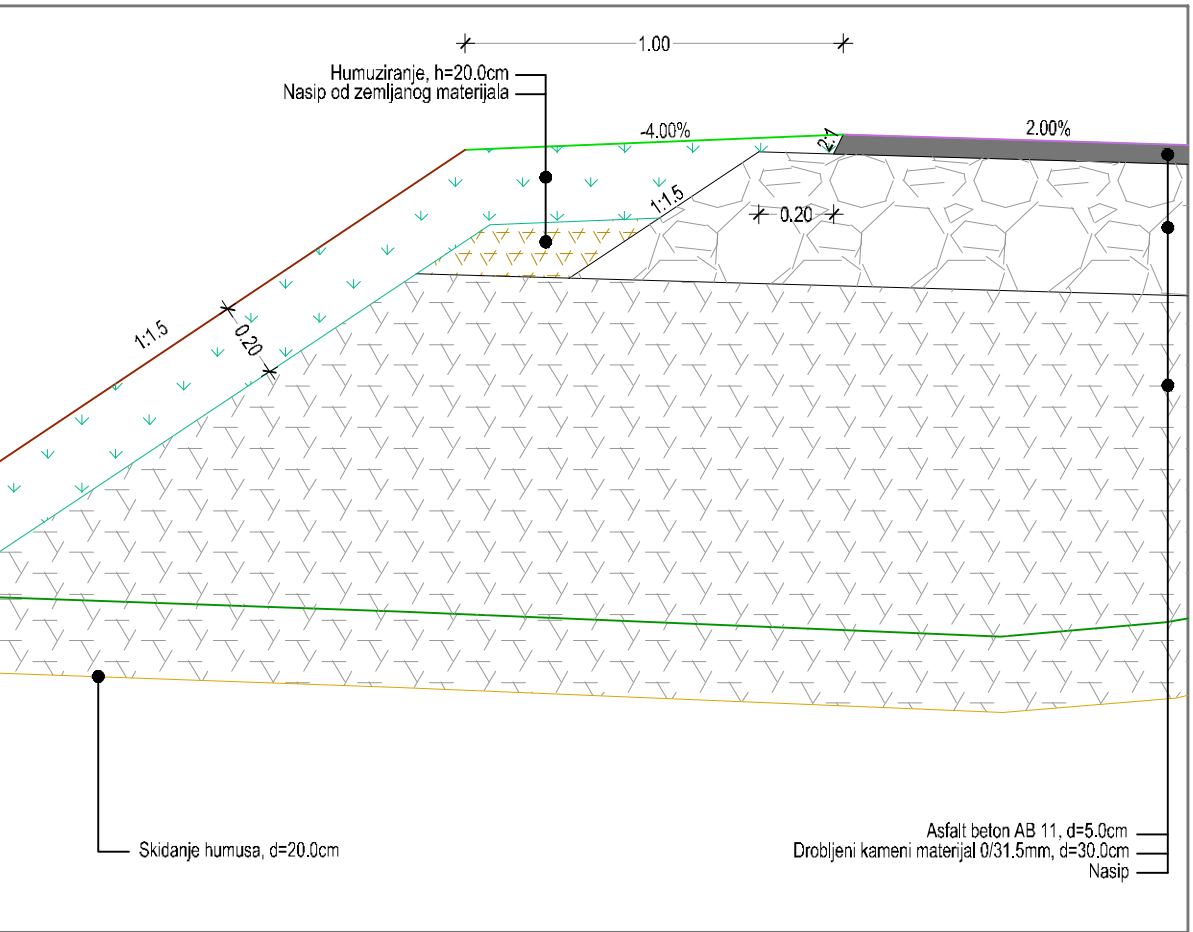 1.00
Humuziranje, h=20.0cm
Nasip od zemljanog materijala
-4.00%
2:1
2.00%
1:1.5
0.20
1:1.5
0.20
Skidanje humusa, d=20.0cm
Asfalt beton AB 11, d=5.0cm
Drobljeni kameni materijal 0/31.5mm, d=30.0cm
Nasip